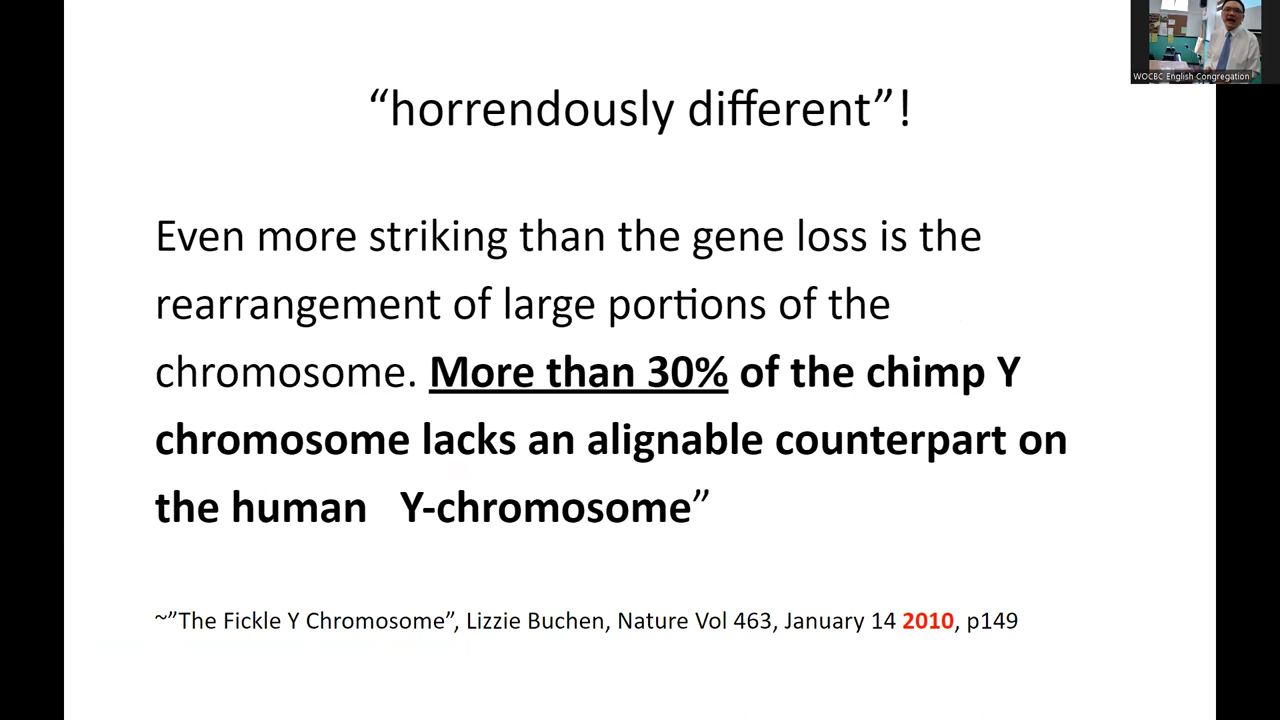 WOCBC English Congregation
“horrendously different”!
Even more striking than the gene loss is the
rearrangement of large portions of the
chromosome. More than 30% of the chimp Y
chromosome lacks an alignable counterpart on
the human   Y-chromosome”
~”The Fickle Y Chromosome”, Lizzie Buchen, Nature Vol 463, January 14 2010, p149